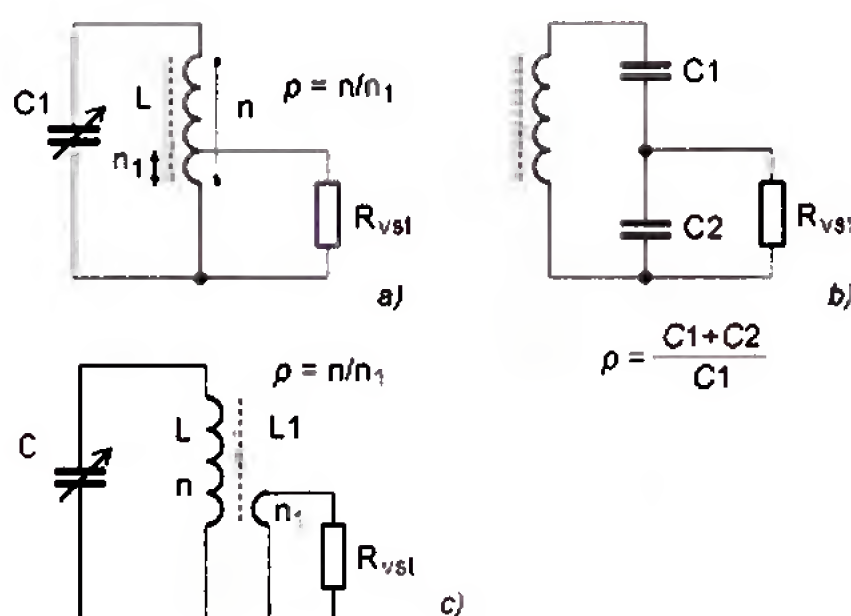 C1
L
n
p = n/n1
n1
Rvst
a)
C1
C2
Rvst
b)
p = C1+C2
C1
p = n/n1
C
L
L1
n
n1
Rvst
c)